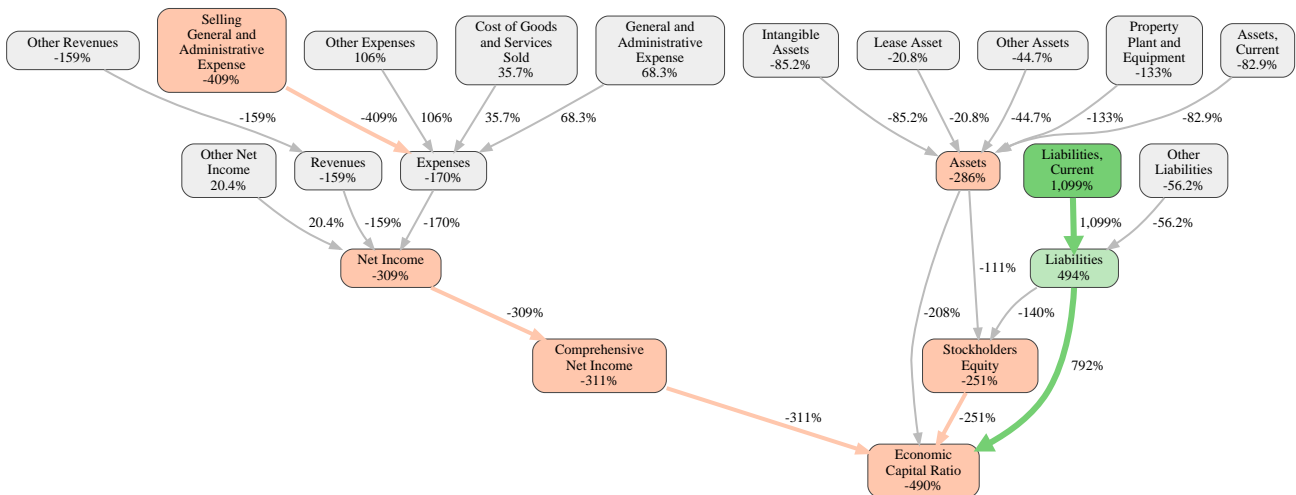 Other Revenues
-159%
Selling
General and
Administrative
Expense
-409%
Other Expenses
106%
Cost of Goods
and Services
Sold
35.7%
General and
Administrative
Expense
68.3%
Intangible
Assets
-85.2%
Lease Asset
-20.8%
Other Assets
-44.7%
Property
Plant and
Equipment
-133%
Assets,
Current
-82.9%
-159%
-409%
106%
35.7%
68.3%
-85.2%
-20.8%
-44.7%
-133%
-82.9%
Other Net
Income
20.4%
Revenues
-159%
Expenses
-170%
Assets
-286%
Liabilities,
Current
1,099%
Other
Liabilities
-56.2%
20.4%
-159%
-170%
1,099%
-56.2%
Net Income
-309%
Liabilities
494%
-309%
-208%
-111%
-140%
Comprehensive
Net Income
-311%
Stockholders
Equity
-251%
792%
-311%
-251%
Economic
Capital Ratio
-490%